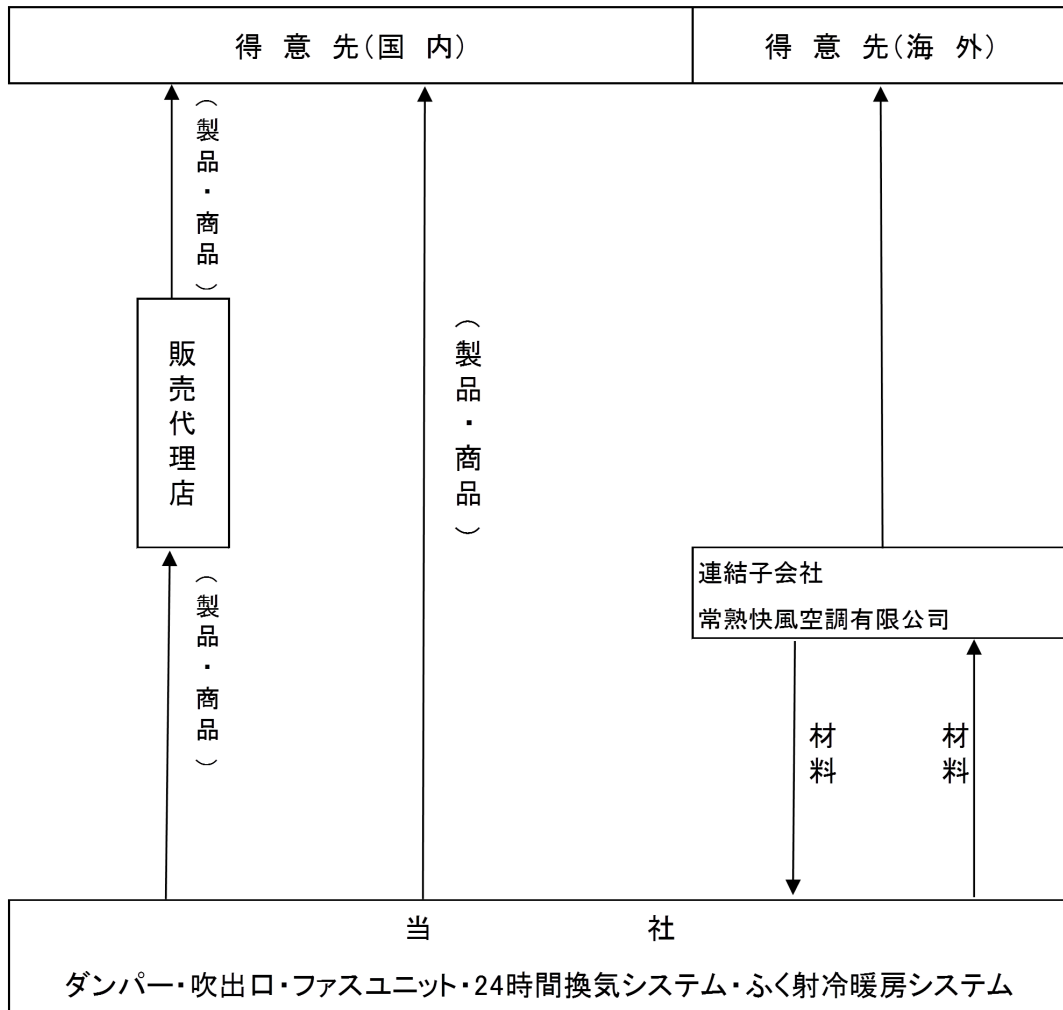 得意先(国内)
得意先(海外)
(製品・商品)
販売代理店
(製品・商品)
(製品・商品)
連結子会社
常熟快風空調有限公司
材料
材料
当社
ダンパー・吹出口・ファスユニット・24時間換気システム・ふく射冷暖房システム